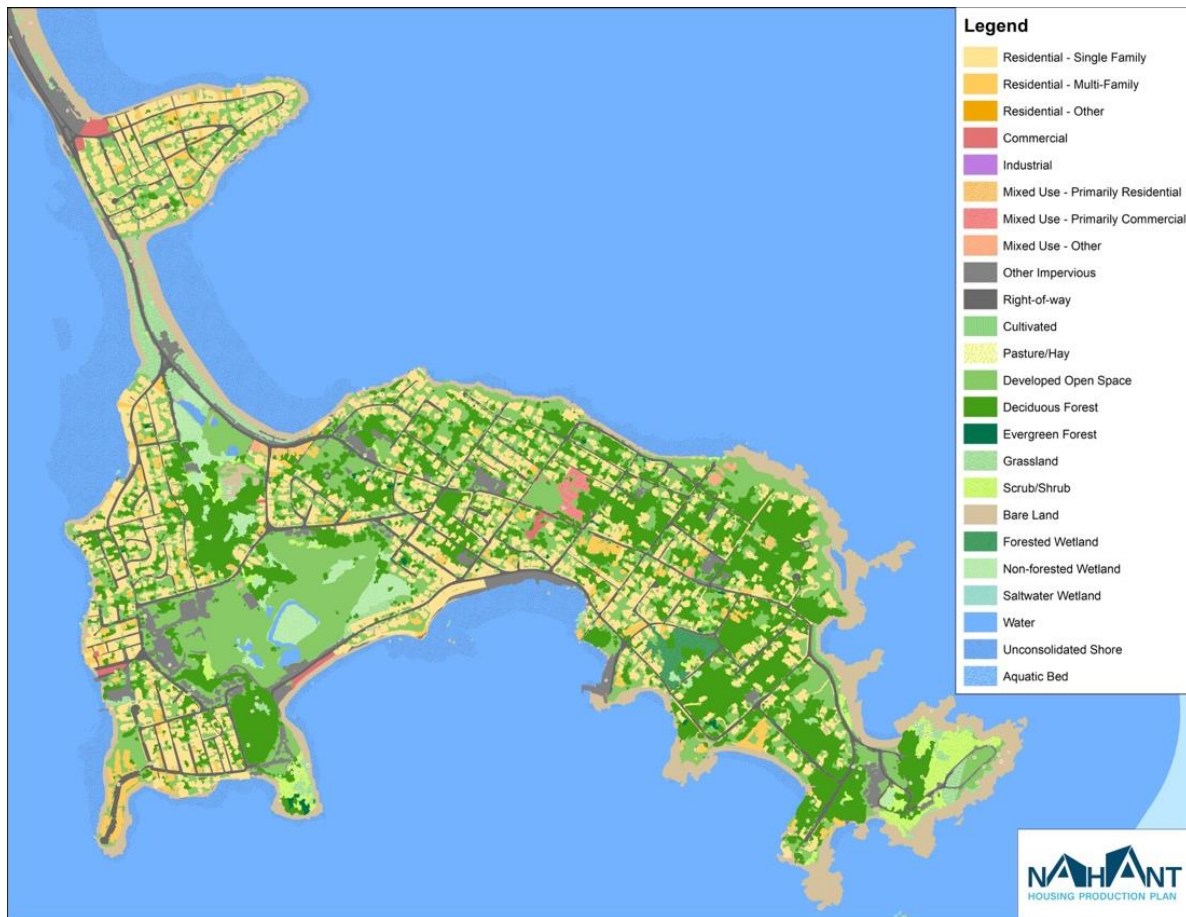 Legend
Residential - Single Family
Residential - Multi-Family
Residential - Other
Commercial
Industrial
Mixed Use - Primarily Residential
Mixed Use - Primarily Commercial
Mixed Use - Other
Other Impervious
Right-of-way
Cultivated
Pasture/Hay
Developed Open Space
Deciduous Forest
Evergreen Forest
Grassland
Scrub/Shrub
Bare Land
Forested Wetland
Non-forested Wetland
Saltwater Wetland
Water
Unconsolidated Shore
Aquatic Bed
NAHANT
HOUSING PRODUCTION PLAN